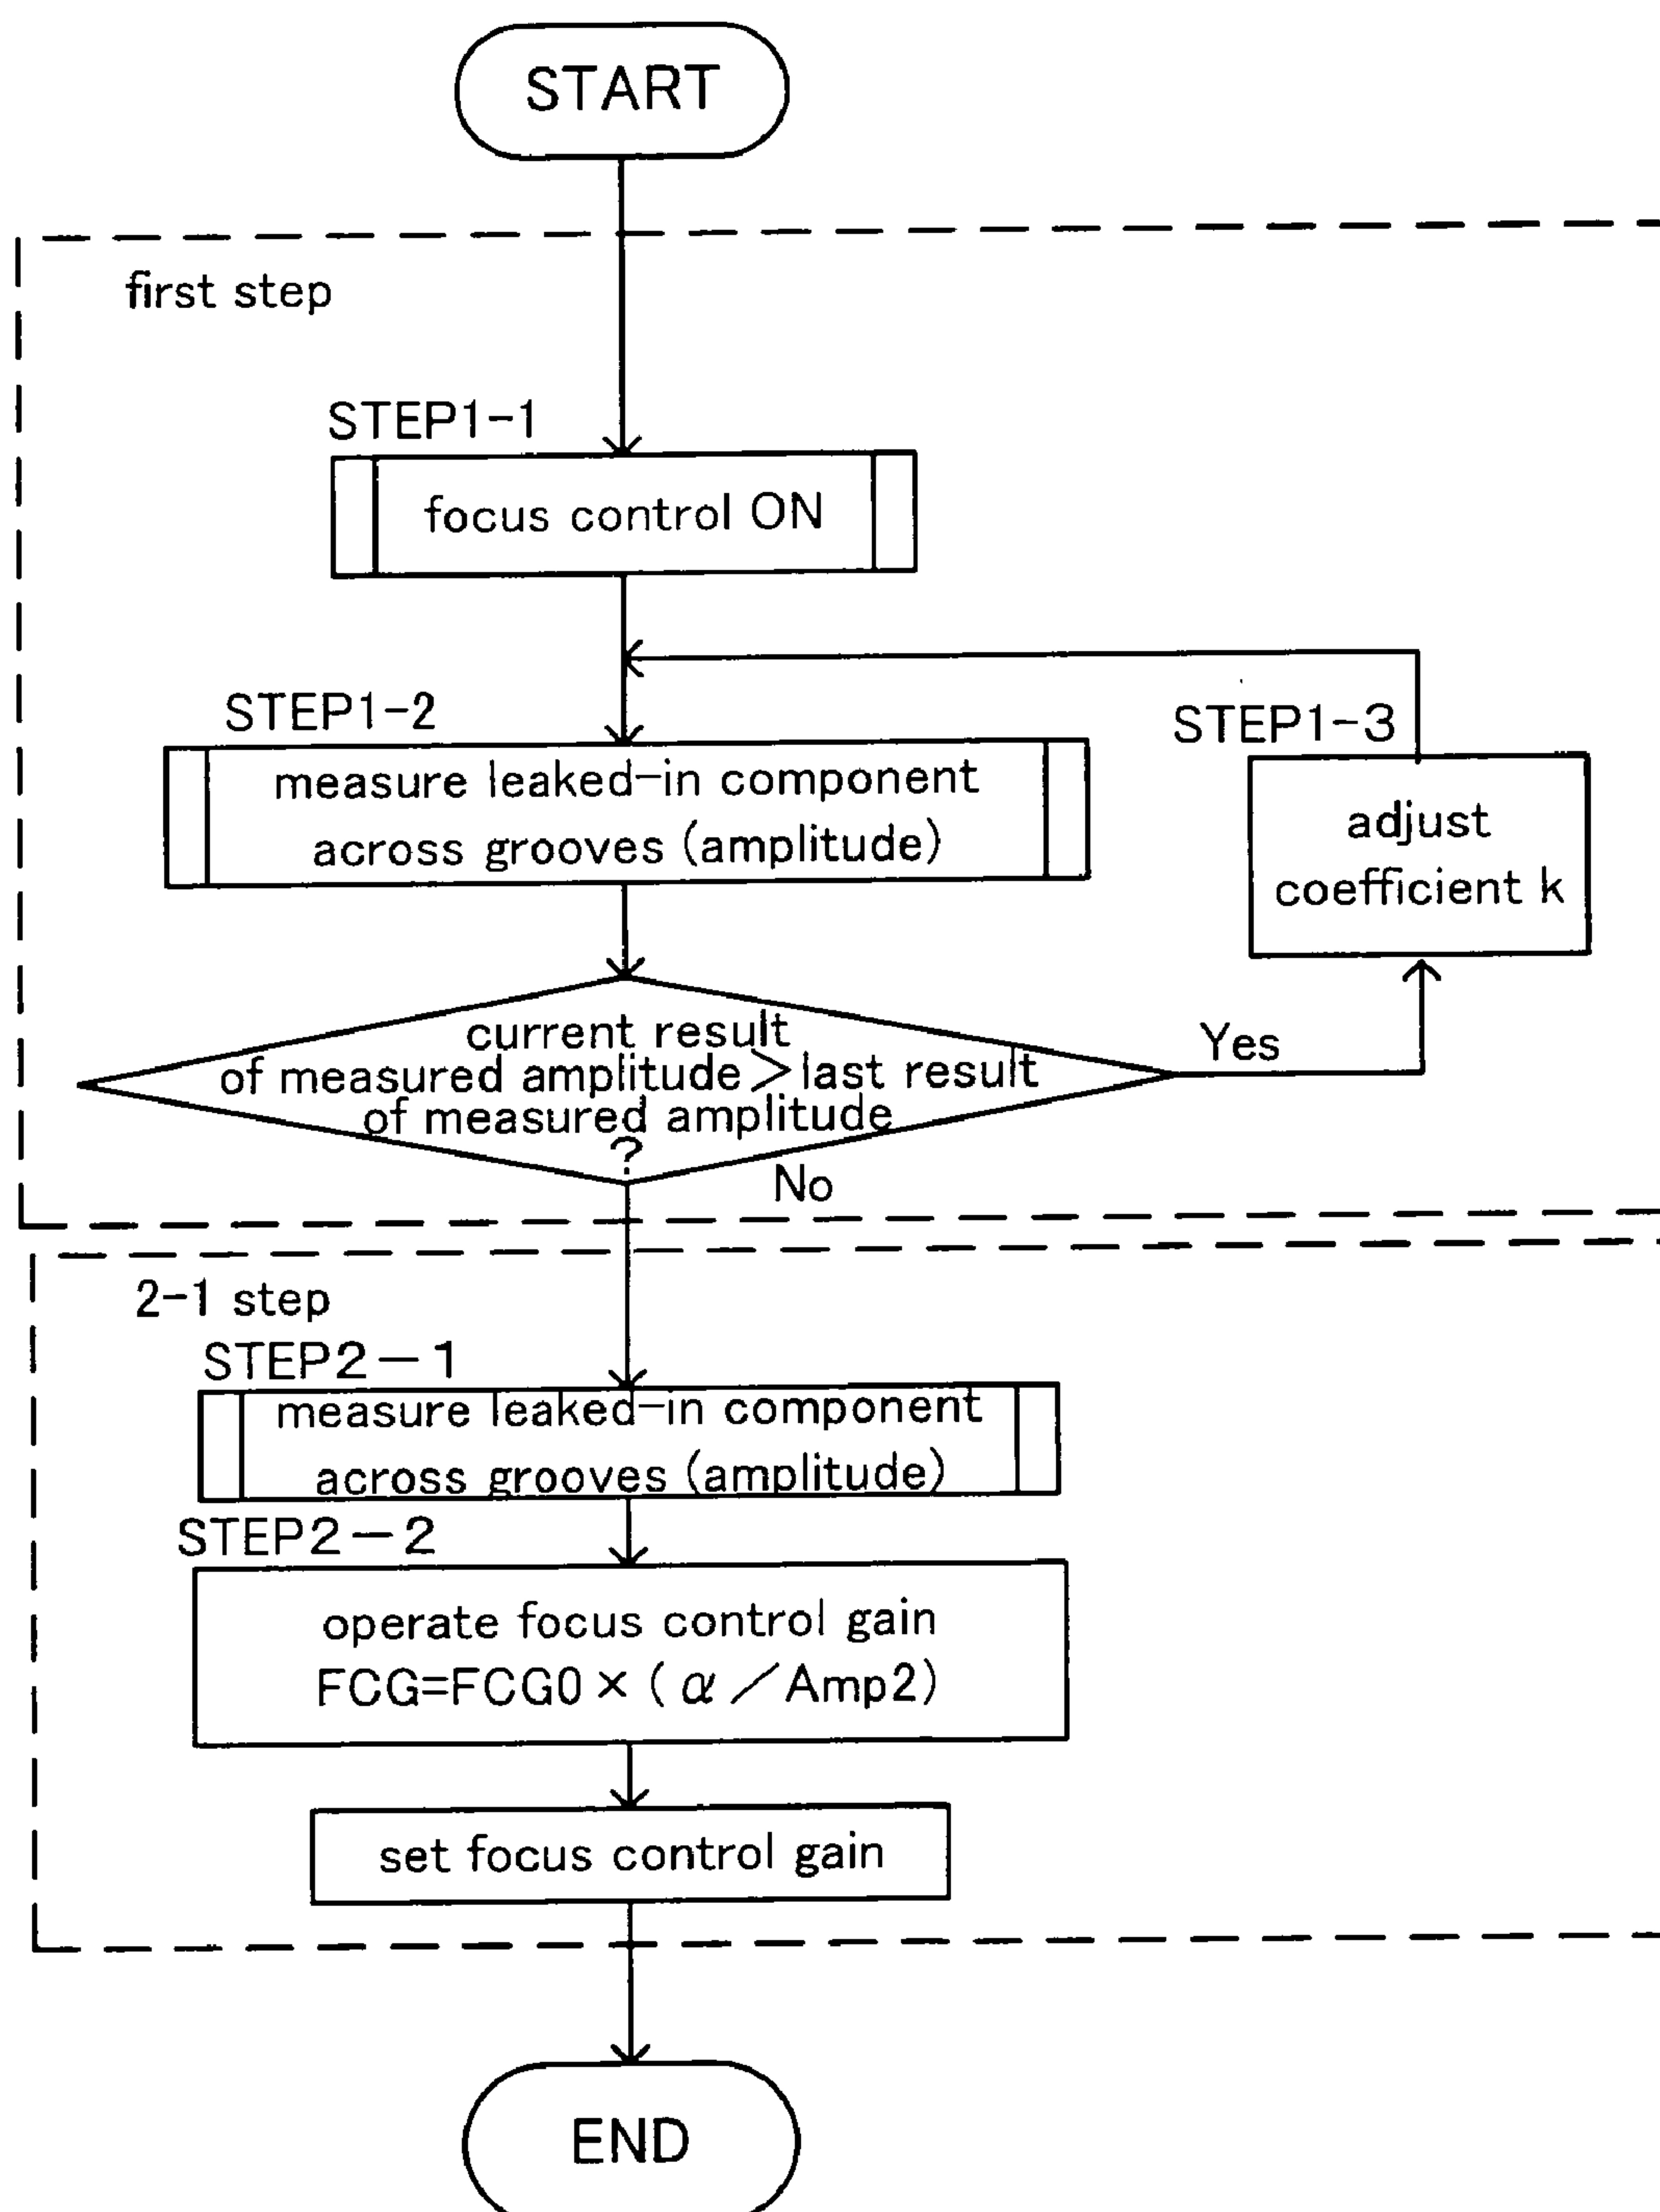 START
first step
STEP1-1
focus control ON
STEP1-2
measure leaked-in component
across grooves (amplitude)
STEP1-3
adjust
coefficient k
current result
of measured amplitude>last result
of measured amplitude
?
Yes
No
2-1 step
STEP2-1
measure leaked-in component
across grooves (amplitude)
STEP2-2
operate focus control gain
FCG=FCG0×(α/Amp2)
set focus control gain
END